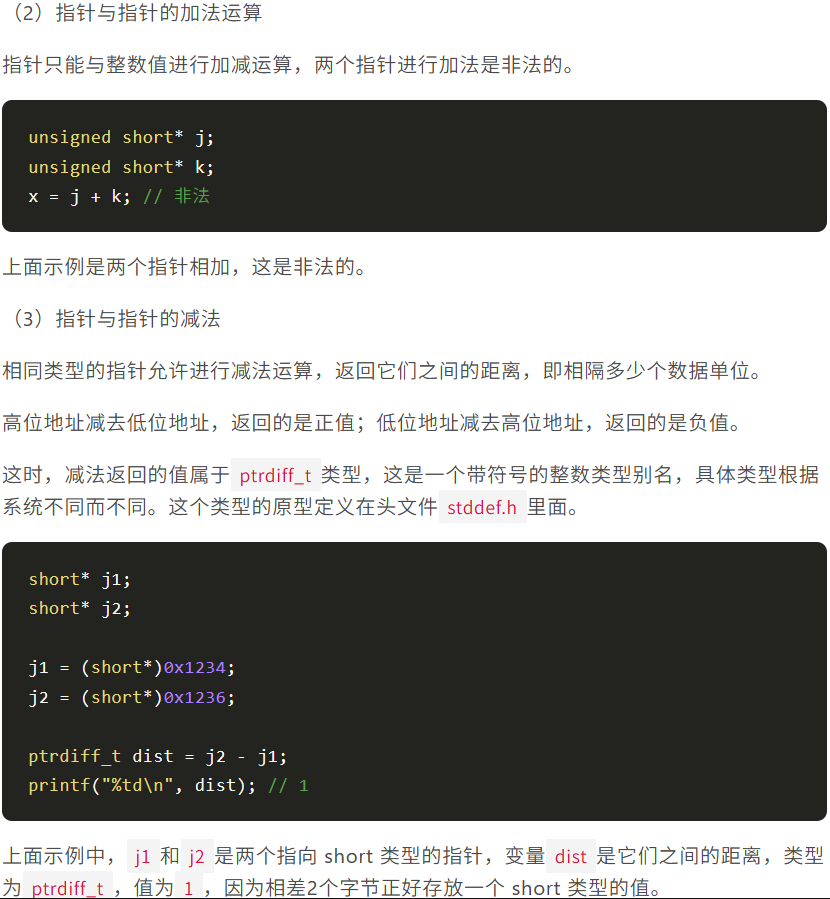 （2）指针与指针的加法运算
指针只能与整数值进行加减运算，两个指针进行加法是非法的。
unsigned short* j;
unsigned short* k;
x = j + k; // 非法
上面示例是两个指针相加，这是非法的。
（3）指针与指针的减法
相同类型的指针允许进行减法运算，返回它们之间的距离，即相隔多少个数据单位。
高位地址减去低位地址，返回的是正值；低位地址减去高位地址，返回的是负值。
这时，减法返回的值属于 ptrdiff_t 类型，这是一个带符号的整数类型别名，具体类型根据
系统不同而不同。这个类型的原型定义在头文件 stddef.h 里面。
short* j1;
short* j2;
j1 = (short*)0x1234;
j2 = (short*)0x1236;
ptrdiff_t dist = j2 - j1;
printf("%td\n", dist); // 1
上面示例中， j1 和 j2 是两个指向 short 类型的指针，变量 dist 是它们之间的距离，类型
为 ptrdiff_t ，值为 1 ，因为相差2个字节正好存放一个 short 类型的值。